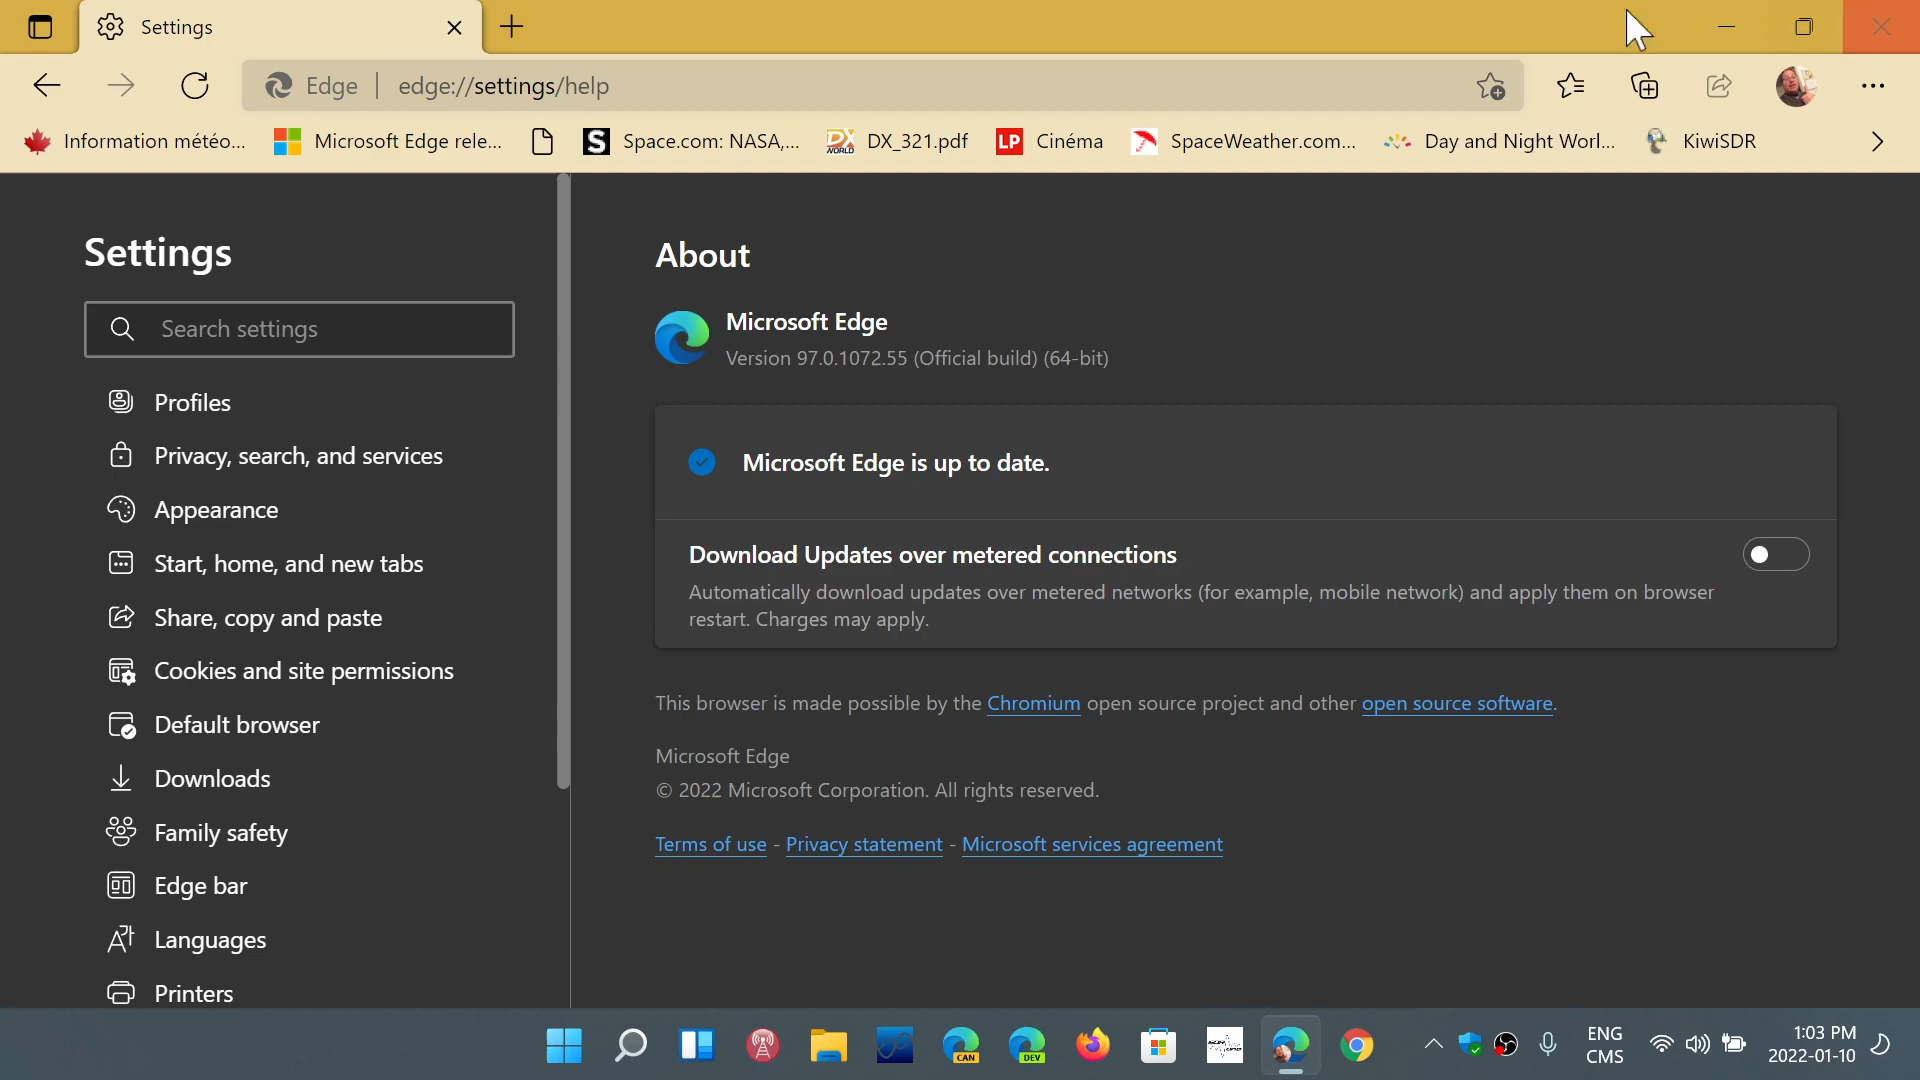 Settings
Edge | edge://settings/help
Information météo...
Microsoft Edge rele...
Space.com: NASA,...
DX_321.pdf
Cinéma
SpaceWeather.com...
Day and Night Worl...
KiwiSDR
S
DX
WORLD
LP
Settings
Search settings
Profiles
Privacy, search, and services
Appearance
Start, home, and new tabs
Share, copy and paste
Cookies and site permissions
Default browser
Downloads
Family safety
Edge bar
Languages
Printers
About
Microsoft Edge
Version 97.0.1072.55 (Official build) (64-bit)
Microsoft Edge is up to date.
Download Updates over metered connections
Automatically download updates over metered networks (for example, mobile network) and apply them on browser
restart. Charges may apply.
This browser is made possible by the Chromium open source project and other open source software.
Microsoft Edge
© 2022 Microsoft Corporation. All rights reserved.
Terms of use - Privacy statement - Microsoft services agreement
CAN
DEV
ENG
CMS
1:03 PM
2022-01-10